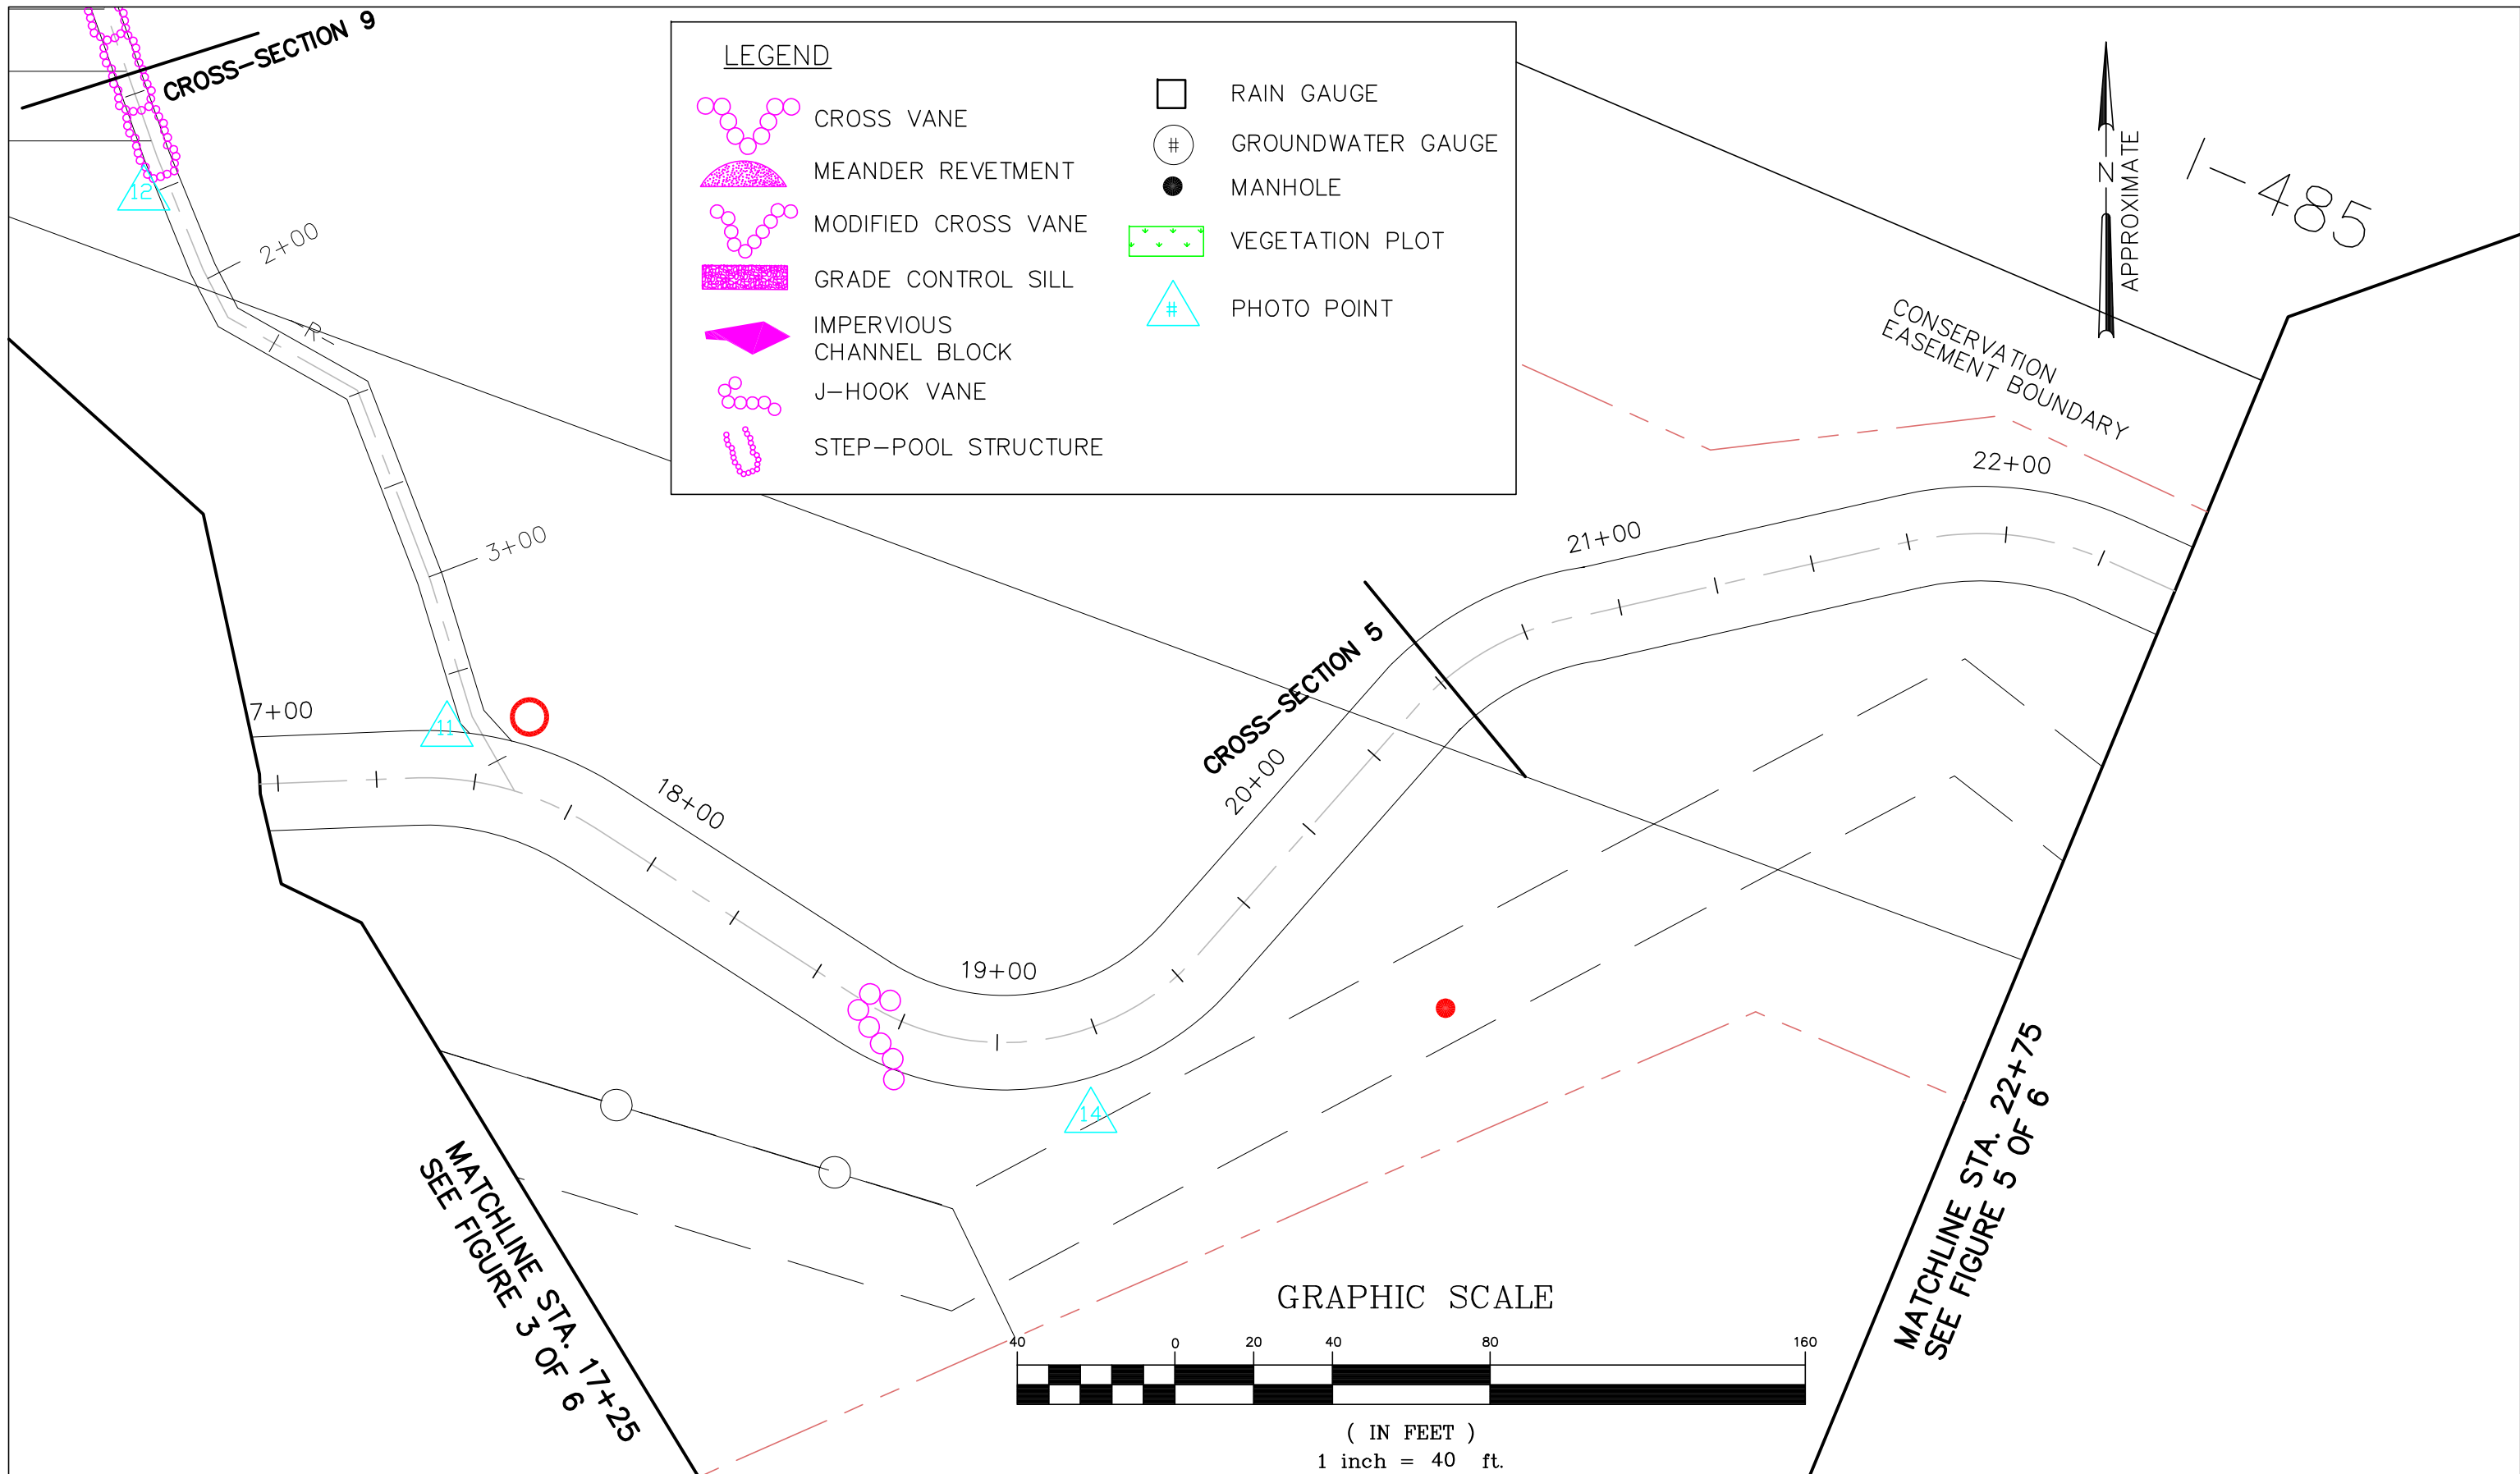 CROSS-SECTION 9
LEGEND
CROSS VANE
MEANDER REVETMENT
MODIFIED CROSS VANE
GRADE CONTROL SILL
IMPERVIOUS
CHANNEL BLOCK
J-HOOK VANE
STEP-POOL STRUCTURE
RAIN GAUGE
# GROUNDWATER GAUGE
MANHOLE
VEGETATION PLOT
# PHOTO POINT
N
APPROXIMATE
I-485
CONSERVATION
EASEMENT BOUNDARY
12
2+00
-R-
3+00
7+00
11
18+00
19+00
20+00
21+00
22+00
CROSS-SECTION 5
14
MATCHLINE STA. 17+25
SEE FIGURE 3 OF 6
MATCHLINE STA. 22+75
SEE FIGURE 5 OF 6
GRAPHIC SCALE
40 0 20 40 80 160
( IN FEET )
1 inch = 40 ft.